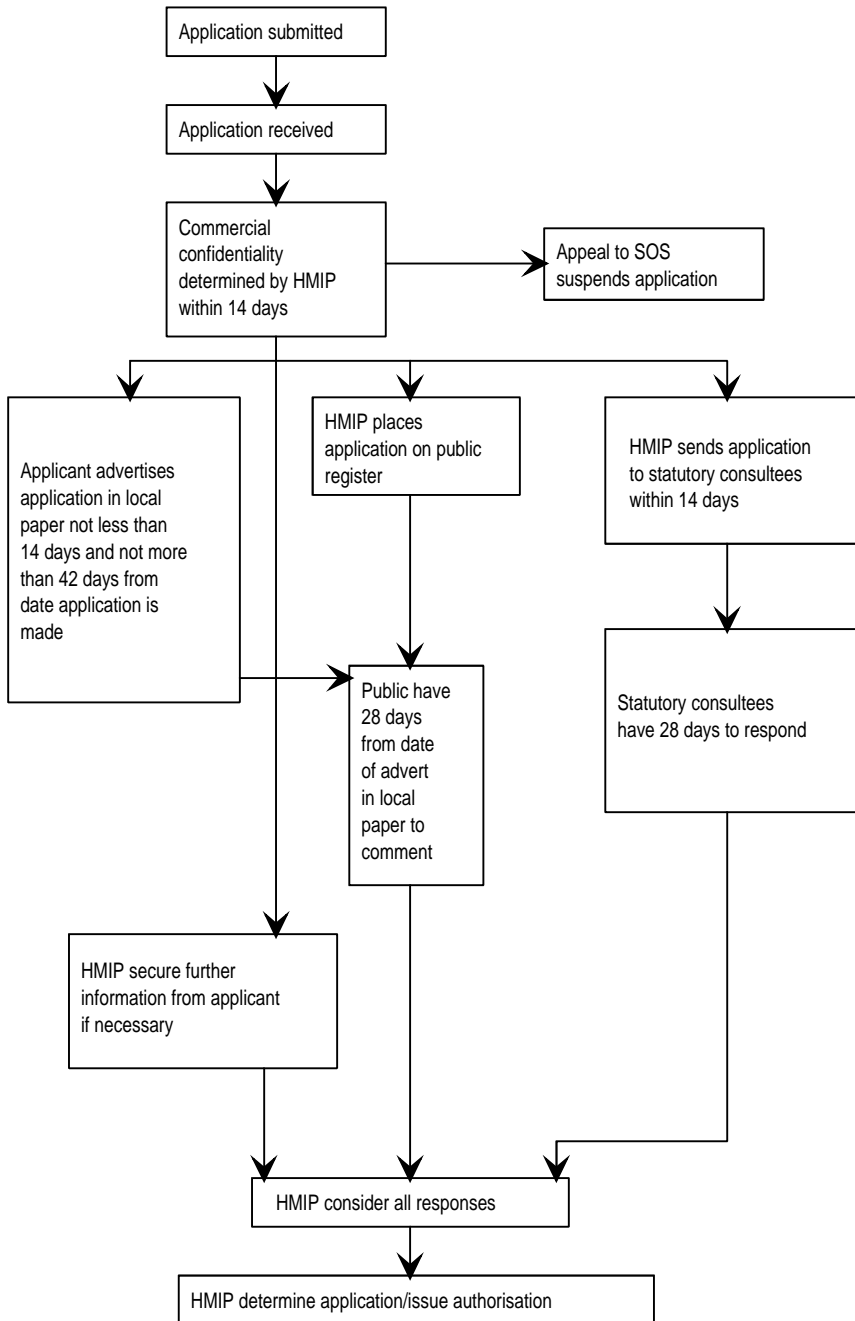 Application submitted
Application received
Commercial
confidentiality
determined by HMIP
within 14 days
Appeal to SOS
suspends application
Applicant advertises
application in local
paper not less than
14 days and not more
than 42 days from
date application is
made
HMIP places
application on public
register
HMIP sends application
to statutory consultees
within 14 days
Public have
28 days
from date
of advert
in local
paper to
comment
Statutory consultees
have 28 days to respond
HMIP secure further
information from applicant
if necessary
HMIP consider all responses
HMIP determine application/issue authorisation